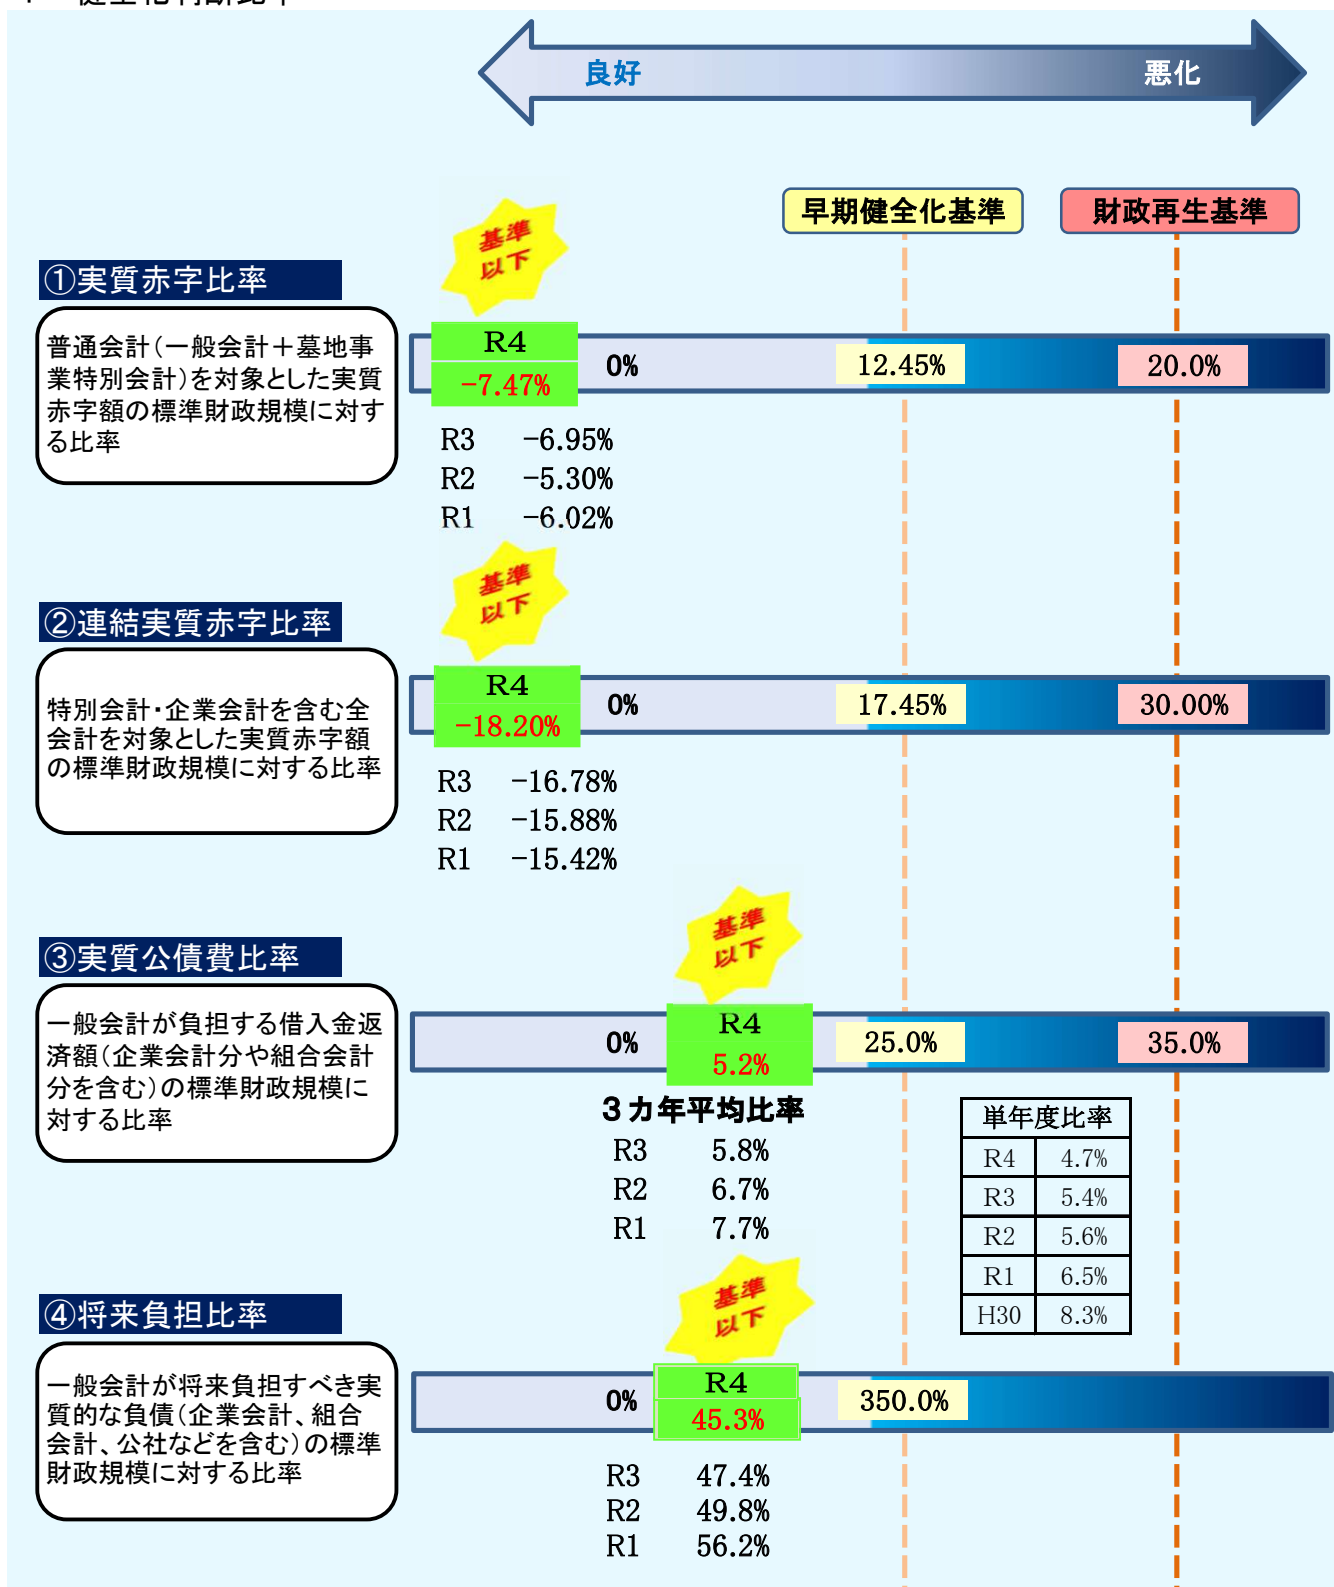 良好
悪化
早期健全化基準
財政再生基準
基準
以下
①実質赤字比率
普通会計(一般会計＋墓地事
業特別会計)を対象とした実質
赤字額の標準財政規模に対す
る比率
R4
-7.47%
0%
12.45%
20.0%
R3 -6.95%
R2 -5.30%
R1 -6.02%
基準
以下
②連結実質赤字比率
特別会計・企業会計を含む全
会計を対象とした実質赤字額
の標準財政規模に対する比率
R4
-18.20%
0%
17.45%
30.00%
R3 -16.78%
R2 -15.88%
R1 -15.42%
基準
以下
③実質公債費比率
一般会計が負担する借入金返
済額(企業会計分や組合会計
分を含む)の標準財政規模に
対する比率
0%
R4
5.2%
25.0%
35.0%
3カ年平均比率
R3 5.8%
R2 6.7%
R1 7.7%
単年度比率
R4 4.7%
R3 5.4%
R2 5.6%
R1 6.5%
H30 8.3%
基準
以下
④将来負担比率
一般会計が将来負担すべき実
質的な負債(企業会計、組合
会計、公社などを含む)の標準
財政規模に対する比率
0%
R4
45.3%
350.0%
R3 47.4%
R2 49.8%
R1 56.2%